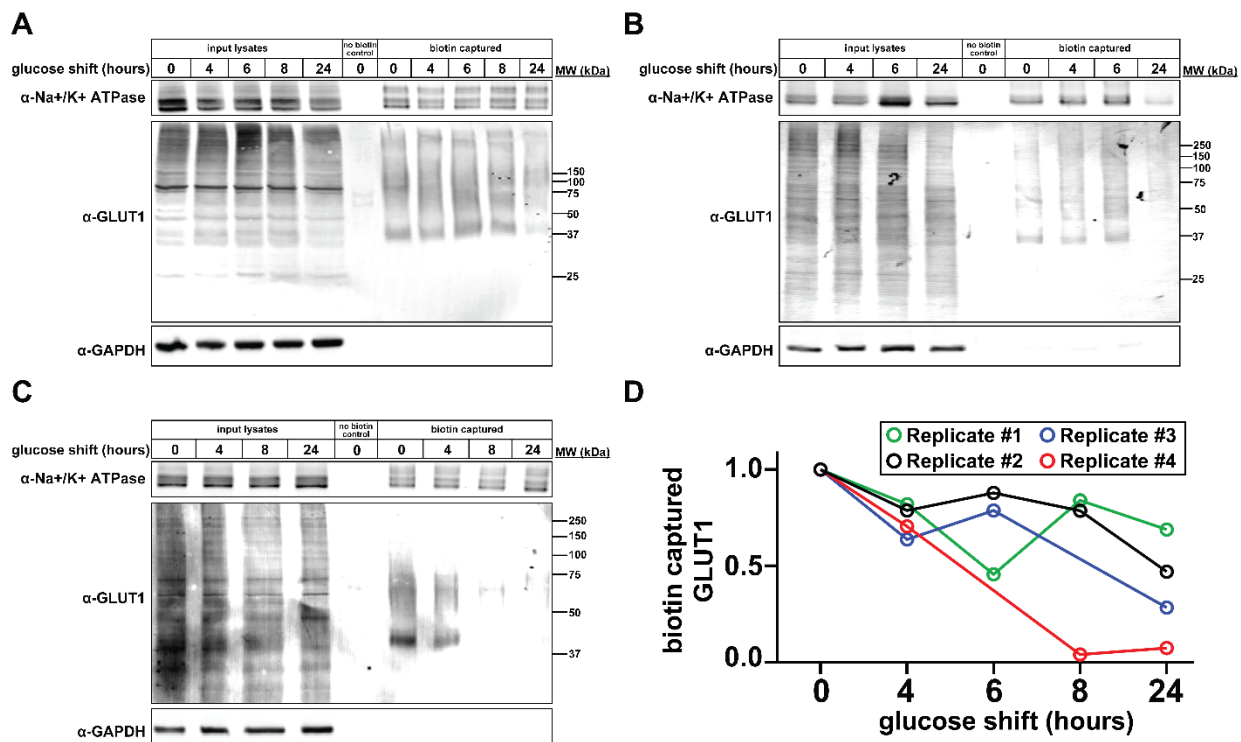 A
input lysates no biotin control biotin captured
glucose shift (hours) 0 4 6 8 24 0 0 4 6 8 24 MW (kDa)
α-Na+/K+ ATPase
α-GLUT1
150
100
75
50
37
25
α-GAPDH
B
input lysates no biotin control biotin captured
glucose shift (hours) 0 4 6 24 0 0 4 6 24 MW (kDa)
α-Na+/K+ ATPase
α-GLUT1
250
150
100
75
50
37
25
α-GAPDH
C
input lysates no biotin control biotin captured
glucose shift (hours) 0 4 8 24 0 0 4 8 24 MW (kDa)
α-Na+/K+ ATPase
α-GLUT1
250
150
100
75
50
37
α-GAPDH
D
Replicate #1 Replicate #3
Replicate #2 Replicate #4
biotin captured
GLUT1
1.0
0.5
0.0
0 4 6 8 24
glucose shift (hours)